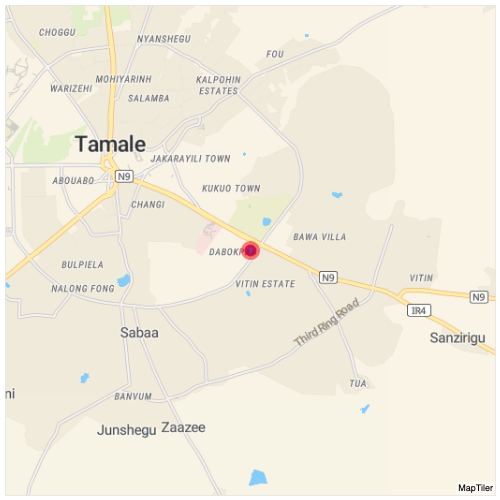 CHOGGU
NYANSHEGU
FOU
MOHIYARINH
KALPOHIN
ESTATES
WARIZEHI
SALAMBA
Tamale
JAKARAYILI TOWN
N9
ABOUABO
KUKUO TOWN
CHANGI
BAWA VILLA
BULPIELA
N9
VITIN
NALONG FONG
VITIN ESTATE
N9
IR4
Third Ring Road
Sabaa
Sanzirigu
TUA
ni
BANVUM
Junshegu
Zaazee
MapTiler